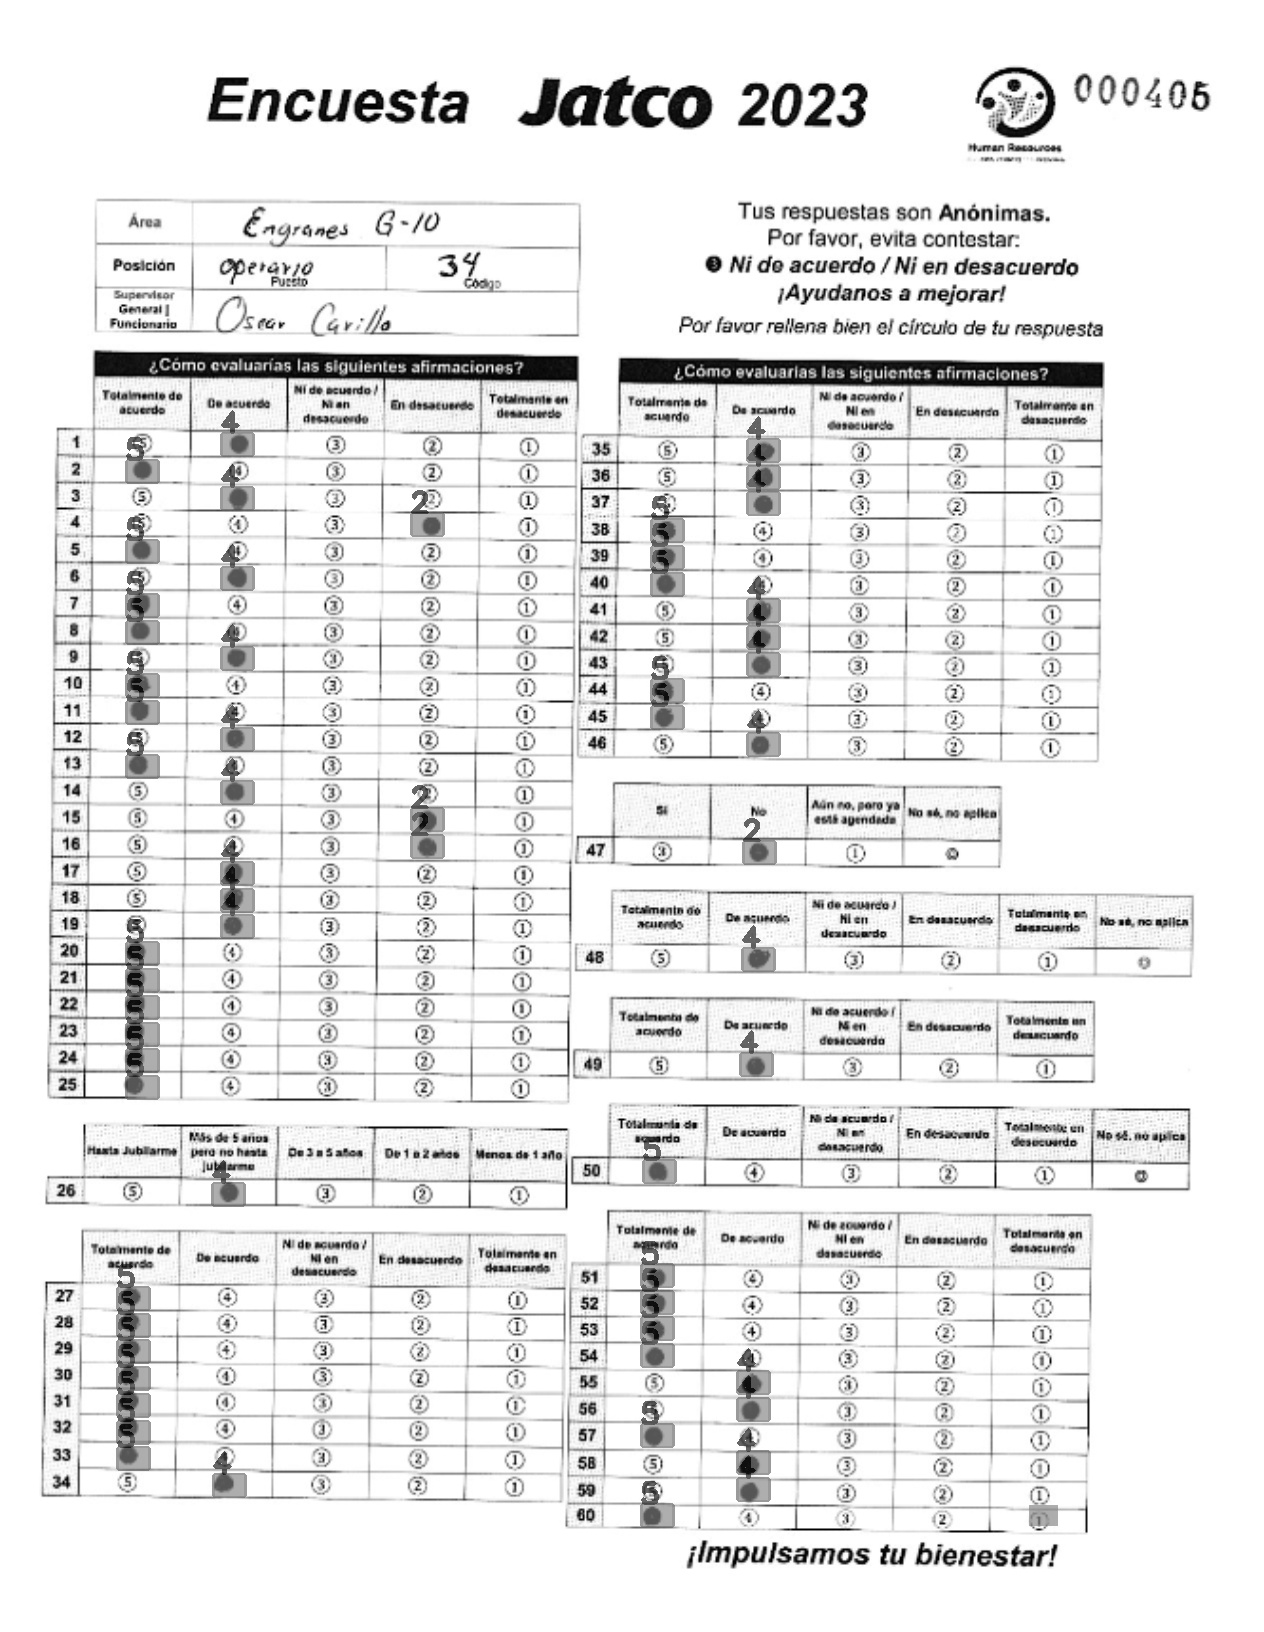 Encuesta Jatco 2023
000405
Human Resources
Área Engranes G-10
Posición operario 34
Puesto Código
Supervisor General | Funcionario Oscar Carillo
Tus respuestas son Anónimas.
Por favor, evita contestar:
❸ Ni de acuerdo / Ni en desacuerdo
¡Ayudanos a mejorar!
Por favor rellena bien el círculo de tu respuesta
¿Cómo evaluarías las siguientes afirmaciones?
Totalmente de acuerdo De acuerdo Ni de acuerdo / Ni en desacuerdo En desacuerdo Totalmente en desacuerdo
1 4 ③ ② ①
2 5 ④ ③ ② ①
3 ⑤ 4 ③ ② ①
4 ⑤ ④ ③ 2 ①
5 5 ④ ③ ② ①
6 ⑤ 4 ③ ② ①
7 5 ④ ③ ② ①
8 5 ④ ③ ② ①
9 ⑤ 4 ③ ② ①
10 5 ④ ③ ② ①
11 5 ④ ③ ② ①
12 ⑤ 4 ③ ② ①
13 5 ④ ③ ② ①
14 ⑤ 4 ③ ② ①
15 ⑤ ④ ③ 2 ①
16 ⑤ ④ ③ 2 ①
17 ⑤ 4 ③ ② ①
18 ⑤ 4 ③ ② ①
19 ⑤ 4 ③ ② ①
20 5 ④ ③ ② ①
21 5 ④ ③ ② ①
22 5 ④ ③ ② ①
23 5 ④ ③ ② ①
24 5 ④ ③ ② ①
25 5 ④ ③ ② ①
Hasta Jubilarme Más de 5 años pero no hasta jubilarme De 3 a 5 años De 1 a 2 años Menos de 1 año
26 ⑤ 4 ③ ② ①
Totalmente de acuerdo De acuerdo Ni de acuerdo / Ni en desacuerdo En desacuerdo Totalmente en desacuerdo
27 5 ④ ③ ② ①
28 5 ④ ③ ② ①
29 5 ④ ③ ② ①
30 5 ④ ③ ② ①
31 5 ④ ③ ② ①
32 5 ④ ③ ② ①
33 5 ④ ③ ② ①
34 ⑤ 4 ③ ② ①
¿Cómo evaluarías las siguientes afirmaciones?
Totalmente de acuerdo De acuerdo Ni de acuerdo / Ni en desacuerdo En desacuerdo Totalmente en desacuerdo
35 ⑤ 4 ③ ② ①
36 ⑤ 4 ③ ② ①
37 ⑤ 4 ③ ② ①
38 5 ④ ③ ② ①
39 5 ④ ③ ② ①
40 5 ④ ③ ② ①
41 ⑤ 4 ③ ② ①
42 ⑤ 4 ③ ② ①
43 ⑤ 4 ③ ② ①
44 5 ④ ③ ② ①
45 5 ④ ③ ② ①
46 ⑤ 4 ③ ② ①
Si No Aún no, pero ya está agendada No sé, no aplica
47 ③ 2 ① ⓪
Totalmente de acuerdo De acuerdo Ni de acuerdo / Ni en desacuerdo En desacuerdo Totalmente en desacuerdo No sé, no aplica
48 ⑤ 4 ③ ② ① ⓪
Totalmente de acuerdo De acuerdo Ni de acuerdo / Ni en desacuerdo En desacuerdo Totalmente en desacuerdo
49 ⑤ 4 ③ ② ①
Totalmente de acuerdo De acuerdo Ni de acuerdo / Ni en desacuerdo En desacuerdo Totalmente en desacuerdo No sé, no aplica
50 5 ④ ③ ② ① ⓪
Totalmente de acuerdo De acuerdo Ni de acuerdo / Ni en desacuerdo En desacuerdo Totalmente en desacuerdo
51 5 ④ ③ ② ①
52 5 ④ ③ ② ①
53 5 ④ ③ ② ①
54 5 ④ ③ ② ①
55 ⑤ 4 ③ ② ①
56 ⑤ 4 ③ ② ①
57 5 ④ ③ ② ①
58 ⑤ 4 ③ ② ①
59 ⑤ 4 ③ ② ①
60 5 ④ ③ ② ①
¡Impulsamos tu bienestar!